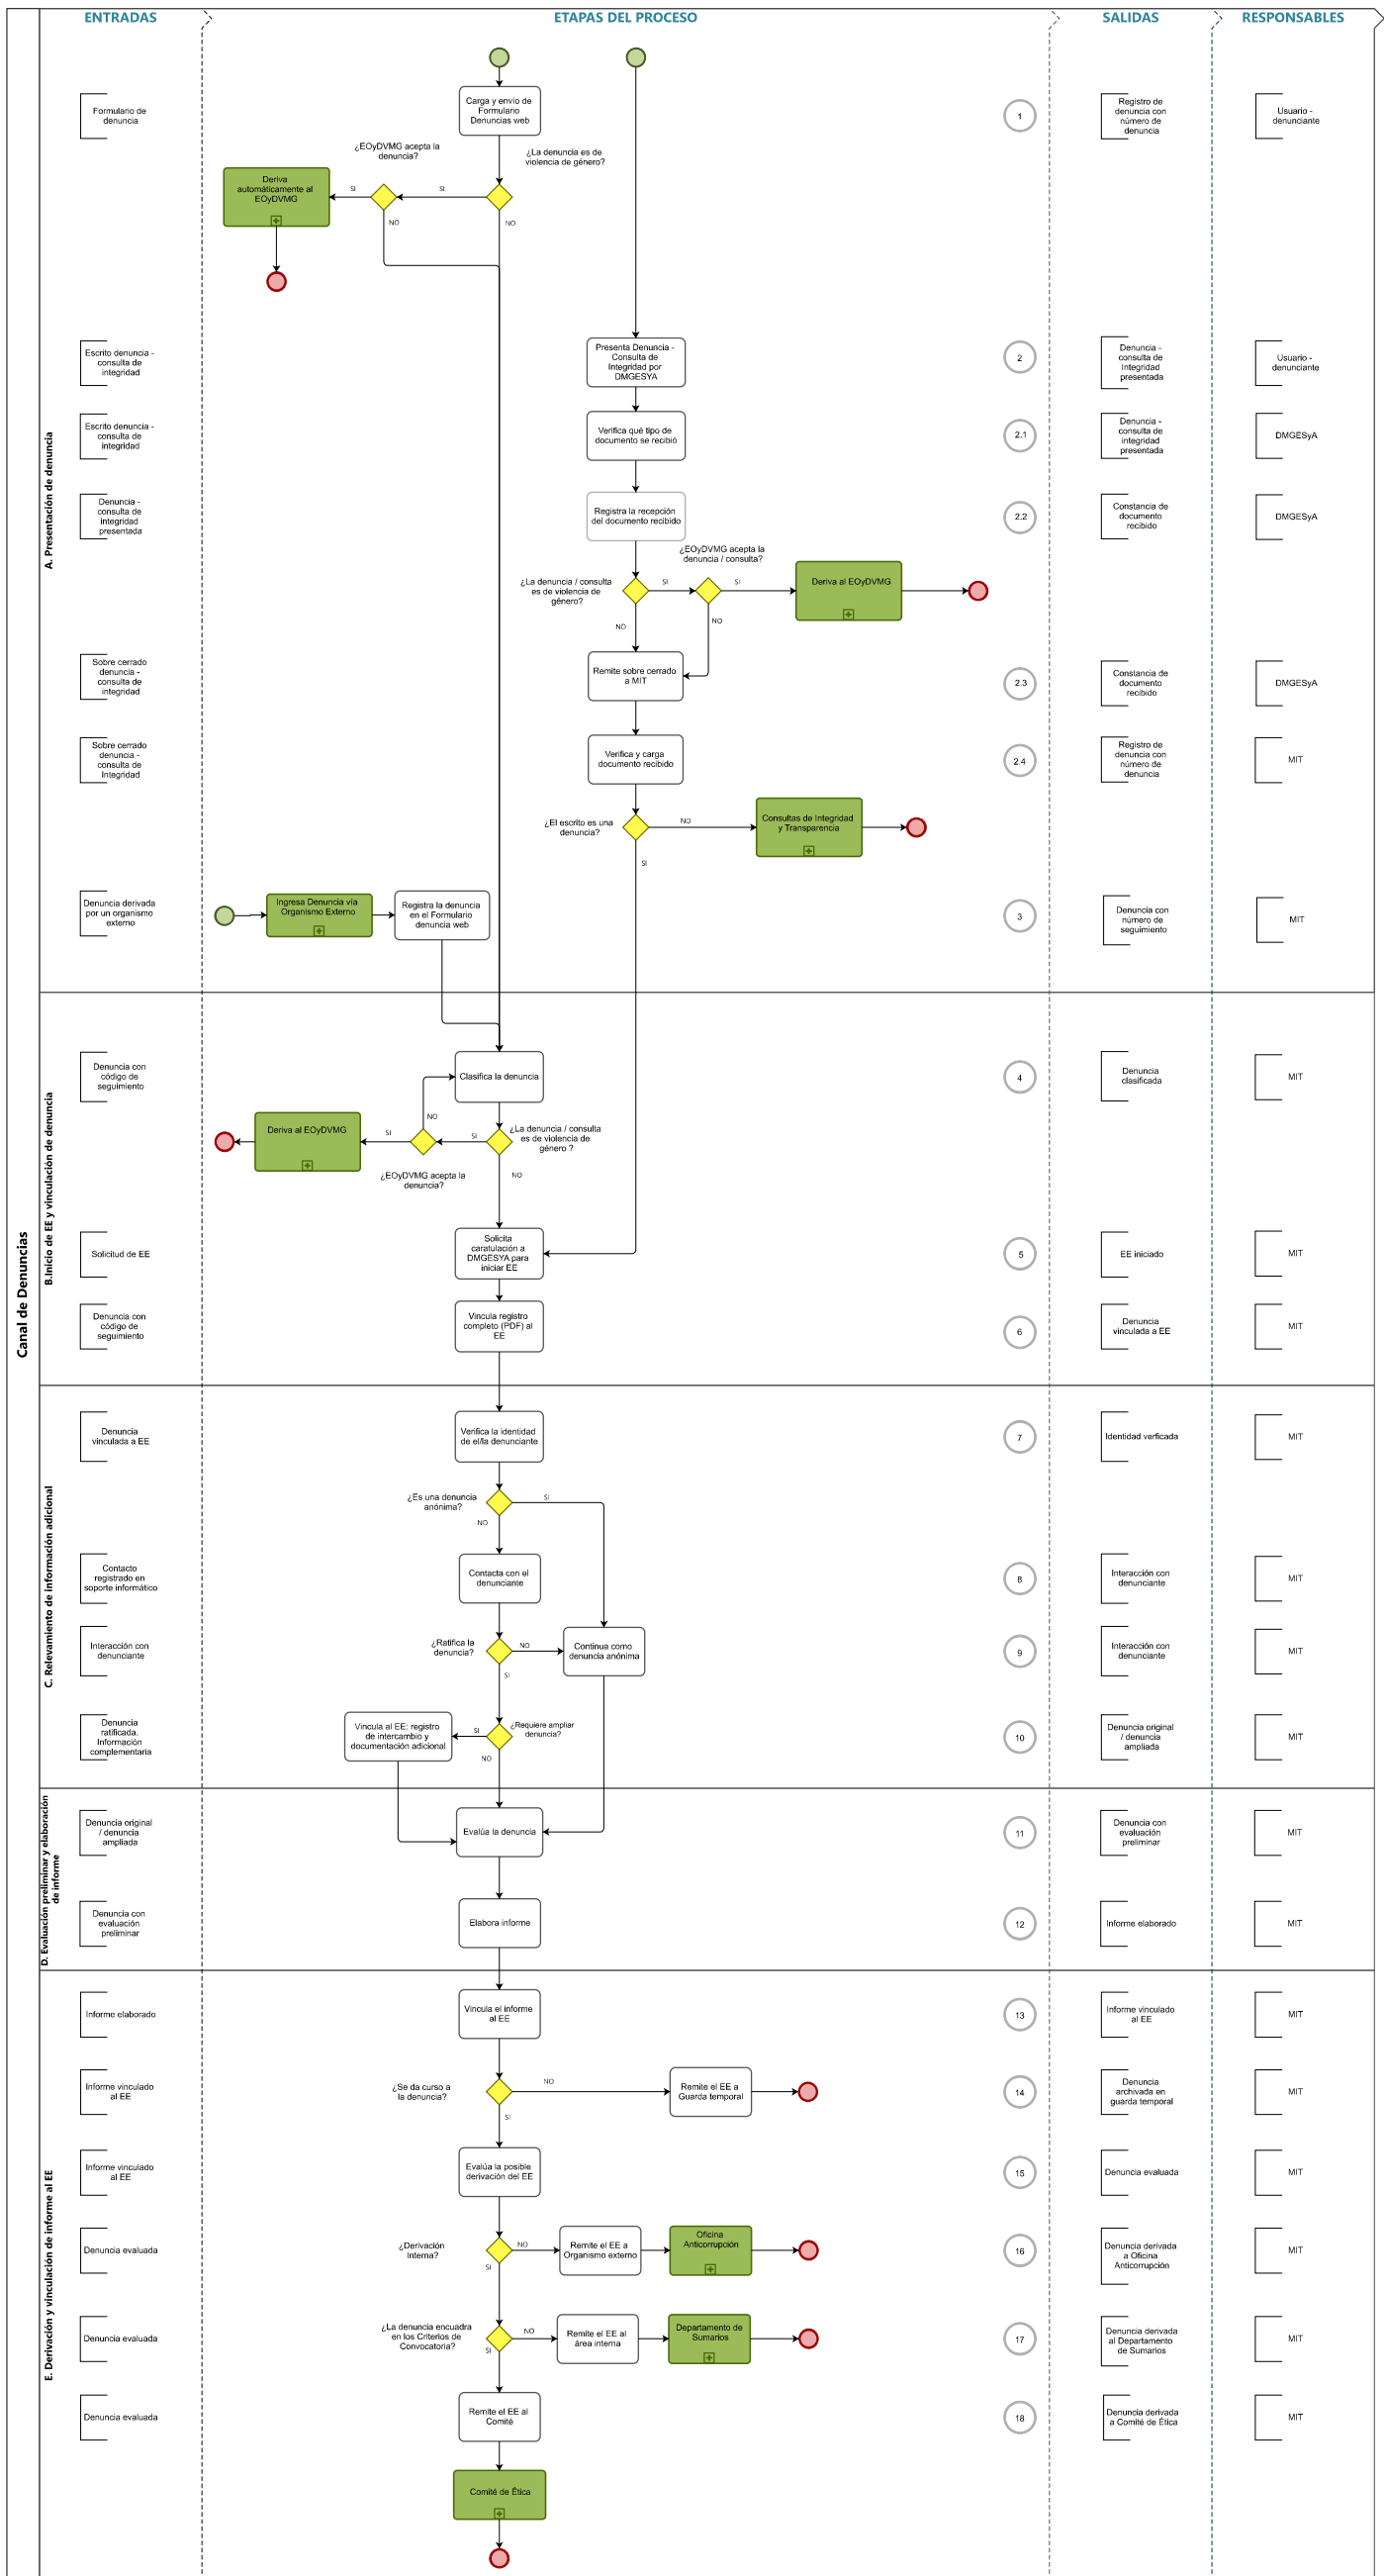 ENTRADAS
ETAPAS DEL PROCESO
SALIDAS
RESPONSABLES
Canal de Denuncias
A. Presentación de denuncia
Formulario de
denuncia
Carga y envío de
Formulario
Denuncias web
1
Registro de
denuncia con
número de
denuncia
Usuario -
denunciante
¿EOyDVMG acepta la
denuncia?
¿La denuncia es de
violencia de género?
Deriva
automáticamente al
EOyDVMG
SI
SI
NO
NO
Escrito denuncia -
consulta de
integridad
Presenta Denuncia -
Consulta de
Integridad por
DMGESYA
2
Denuncia -
consulta de
Integridad
presentada
Usuario -
denunciante
Escrito denuncia -
consulta de
integridad
Verifica qué tipo de
documento se recibió
2.1
Denuncia -
consulta de
integridad
presentada
DMGESyA
Denuncia -
consulta de
integridad
presentada
Registra la recepción
del documento recibido
2.2
Constancia de
documento
recibido
DMGESyA
¿EOyDVMG acepta la
denuncia / consulta?
¿La denuncia / consulta
es de violencia de
género?
SI
SI
Deriva al EOyDVMG
NO
NO
Sobre cerrado
denuncia -
consulta de
integridad
Remite sobre cerrado
a MIT
2.3
Constancia de
documento
recibido
DMGESyA
Sobre cerrado
denuncia -
consulta de
Integridad
Verifica y carga
documento recibido
2.4
Registro de
denuncia con
número de
denuncia
MIT
¿El escrito es una
denuncia?
NO
Consultas de Integridad
y Transparencia
SI
Denuncia derivada
por un organismo
externo
Ingresa Denuncia vía
Organismo Externo
Registra la denuncia
en el Formulario
denuncia web
3
Denuncia con
número de
seguimiento
MIT
B.Inicio de EE y vinculación de denuncia
Denuncia con
código de
seguimiento
Clasifica la denuncia
4
Denuncia
clasificada
MIT
NO
Deriva al EOyDVMG
SI
SI
¿La denuncia / consulta
es de violencia de
género ?
¿EOyDVMG acepta la
denuncia?
NO
Solicitud de EE
Solicita
caratulación a
DMGESYA para
iniciar EE
5
EE iniciado
MIT
Denuncia con
código de
seguimiento
Vincula registro
completo (PDF) al
EE
6
Denuncia
vinculada a EE
MIT
C. Relevamiento de información adicional
Denuncia
vinculada a EE
Verifica la identidad
de el/la denunciante
7
Identidad verficada
MIT
¿Es una denuncia
anónima?
SI
NO
Contacto
registrado en
soporte informático
Contacta con el
denunciante
8
Interacción con
denunciante
MIT
Interacción con
denunciante
¿Ratifica la
denuncia?
NO
Continua como
denuncia anónima
9
Interacción con
denunciante
MIT
SI
Denuncia
ratificada.
Información
complementaria
Vincula al EE: registro
de intercambio y
documentación adicional
SI
¿Requiere ampliar
denuncia?
NO
10
Denuncia original
/ denuncia
ampliada
MIT
D. Evaluación preliminar y elaboración
de informe
Denuncia original
/ denuncia
ampliada
Evalúa la denuncia
11
Denuncia con
evaluación
preliminar
MIT
Denuncia con
evaluación
preliminar
Elabora informe
12
Informe elaborado
MIT
E. Derivación y vinculación de informe al EE
Informe elaborado
Vincula el informe
al EE
13
Informe vinculado
al EE
MIT
Informe vinculado
al EE
¿Se da curso a
la denuncia?
NO
Remite el EE a
Guarda temporal
14
Denuncia
archivada en
guarda temporal
MIT
SI
Informe vinculado
al EE
Evalúa la posible
derivación del EE
15
Denuncia evaluada
MIT
Denuncia evaluada
¿Derivación
Interna?
NO
Remite el EE a
Organismo externo
Oficina
Anticorrupción
16
Denuncia derivada
a Oficina
Anticorrupción
MIT
SI
Denuncia evaluada
¿La denuncia encuadra
en los Criterios de
Convocatoria?
NO
Remite el EE al
área interna
Departamento de
Sumarios
17
Denuncia derivada
al Departamento
de Sumarios
MIT
SI
Denuncia evaluada
Remite el EE al
Comité
18
Denuncia derivada
a Comité de Ética
MIT
Comité de Ética